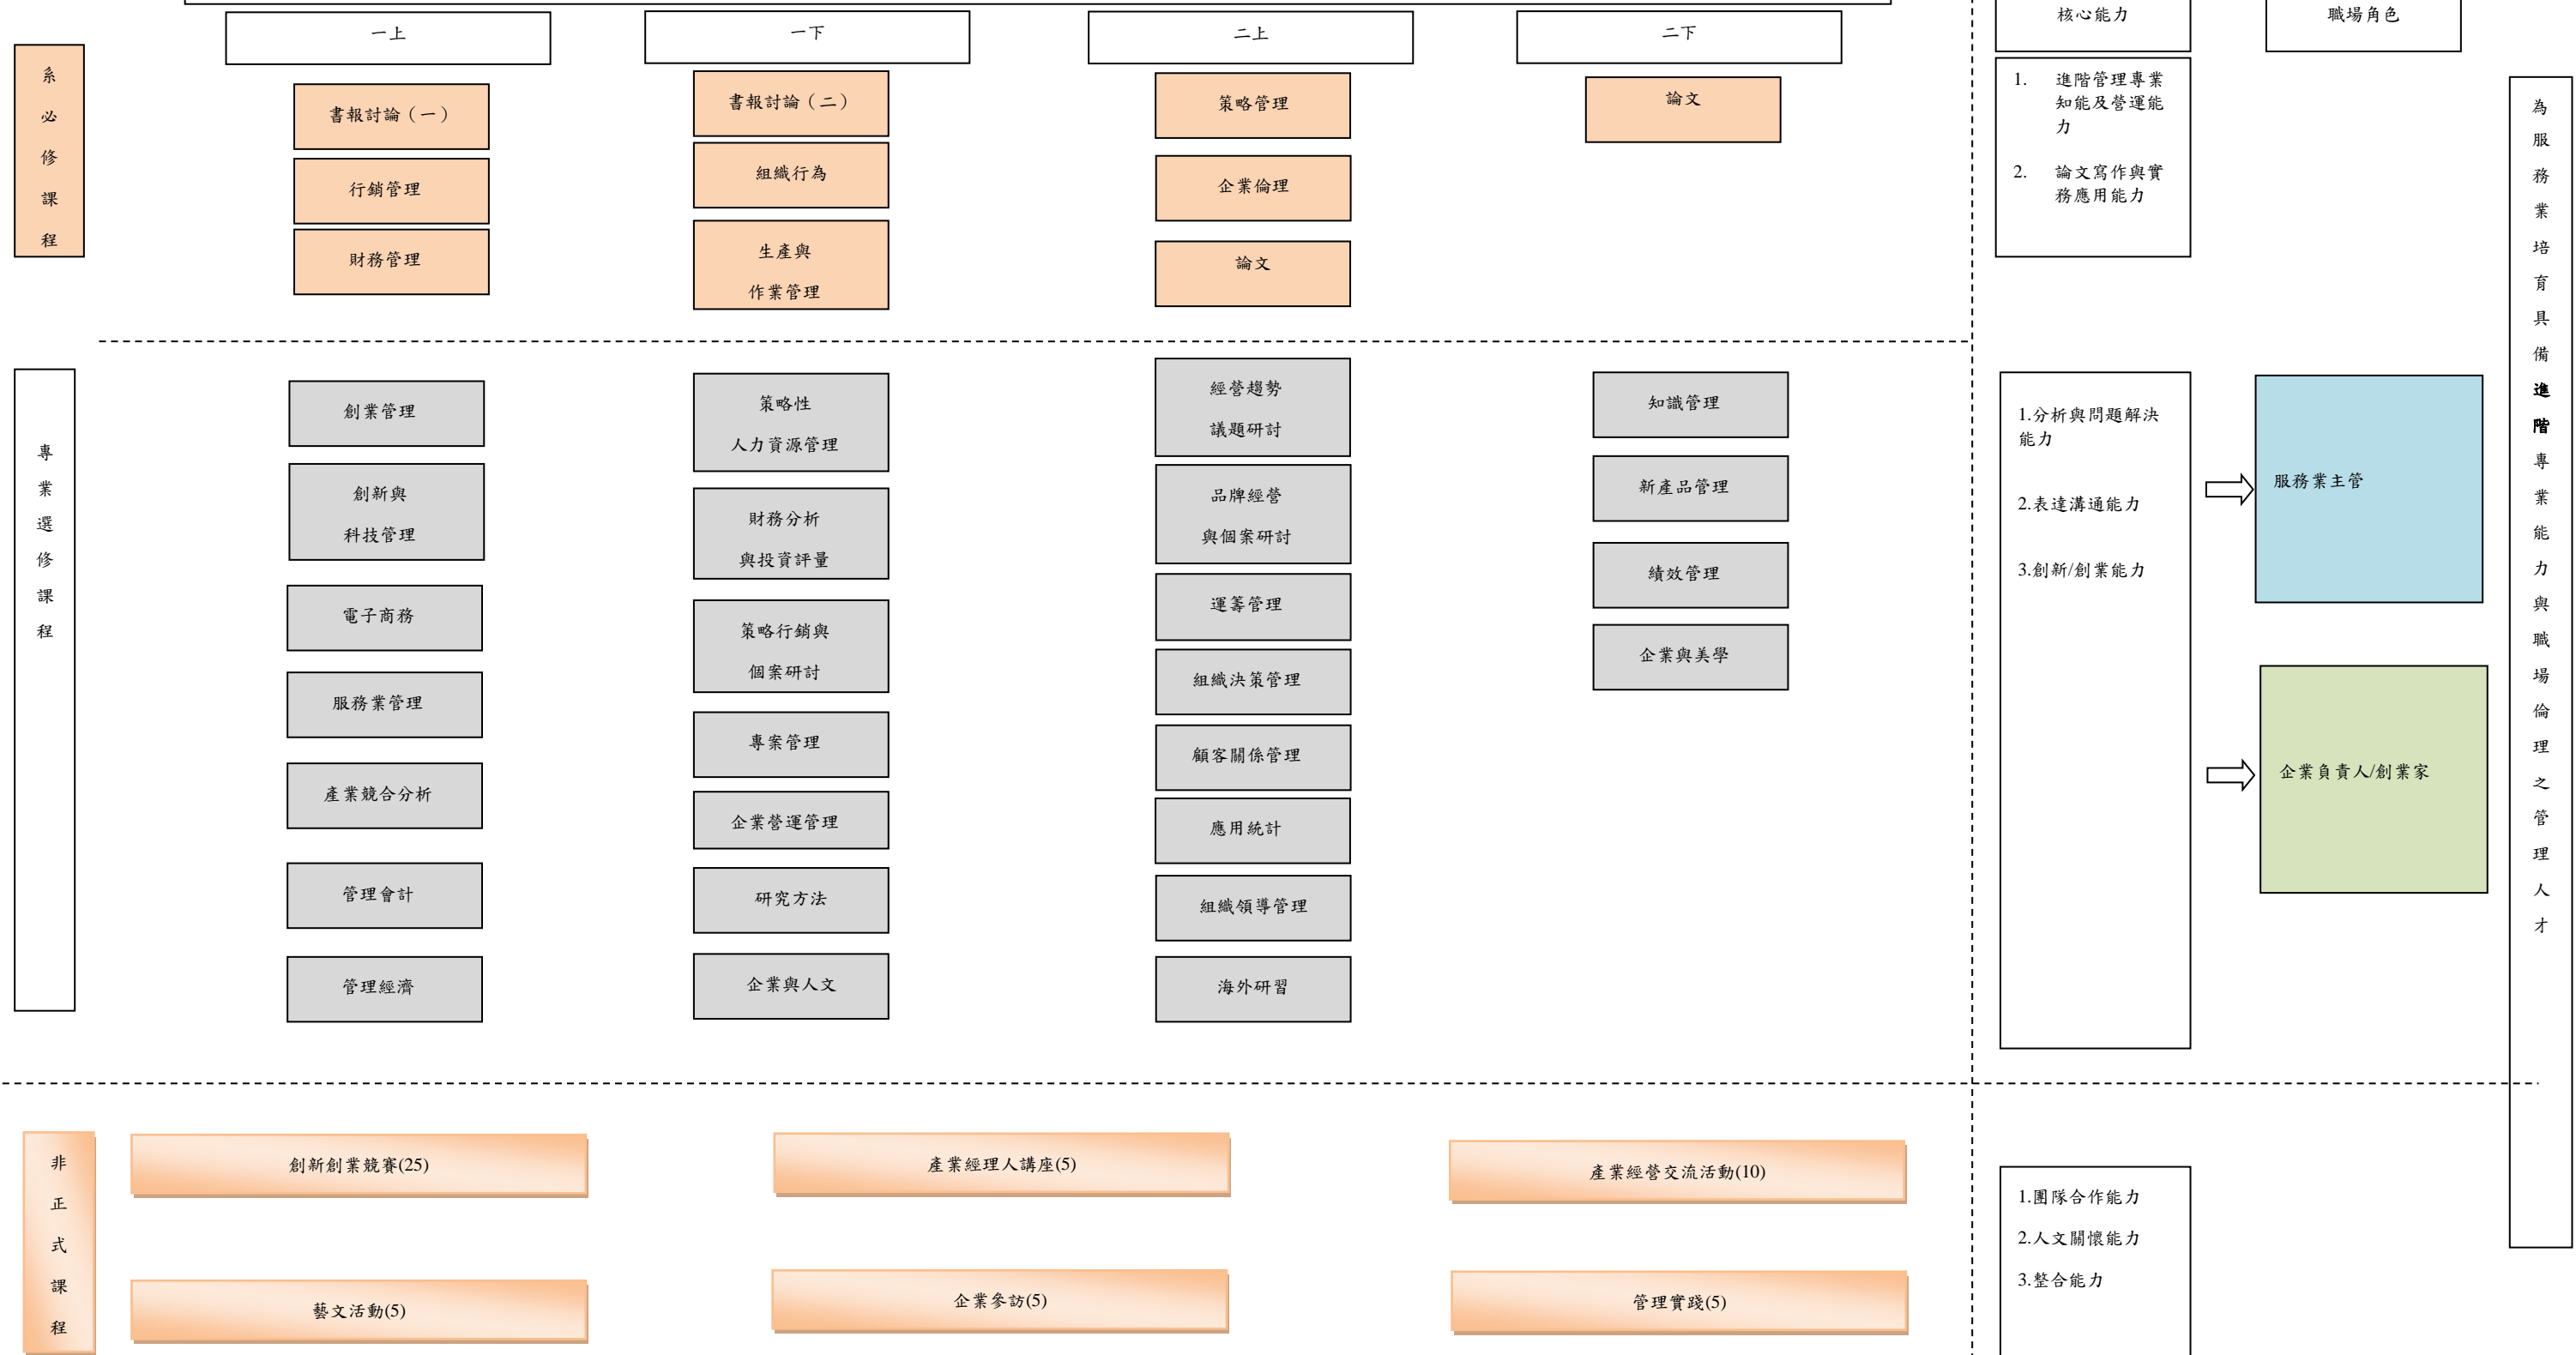 一上
一下
二上
二下
核心能力
職場角色
系
必
修
課
程
書報討論（一）
行銷管理
財務管理
書報討論（二）
組織行為
生產與
作業管理
策略管理
企業倫理
論文
論文
1. 進階管理專業
知能及營運能
力
2. 論文寫作與實
務應用能力
專
業
選
修
課
程
創業管理
創新與
科技管理
電子商務
服務業管理
產業競合分析
管理會計
管理經濟
策略性
人力資源管理
財務分析
與投資評量
策略行銷與
個案研討
專案管理
企業營運管理
研究方法
企業與人文
經營趨勢
議題研討
品牌經營
與個案研討
運籌管理
組織決策管理
顧客關係管理
應用統計
組織領導管理
海外研習
知識管理
新產品管理
績效管理
企業與美學
1.分析與問題解決
能力
2.表達溝通能力
3.創新/創業能力
服務業主管
企業負責人/創業家
為
服
務
業
培
育
具
備
進
階
專
業
能
力
與
職
場
倫
理
之
管
理
人
才
非
正
式
課
程
創新創業競賽(25)
產業經理人講座(5)
產業經營交流活動(10)
藝文活動(5)
企業參訪(5)
管理實踐(5)
1.團隊合作能力
2.人文關懷能力
3.整合能力